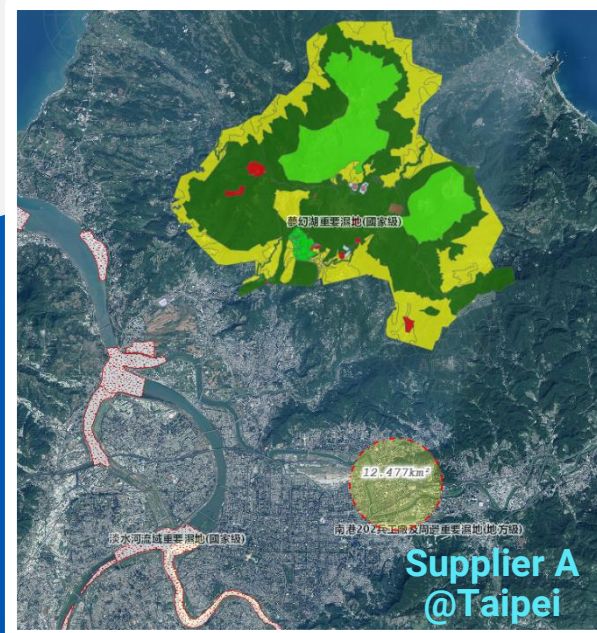 夢幻湖重要濕地(國家級)
12.477km²
南港202兵工廠及周邊重要濕地(地方級)
淡水河流域重要濕地(國家級)
Supplier A
@Taipei